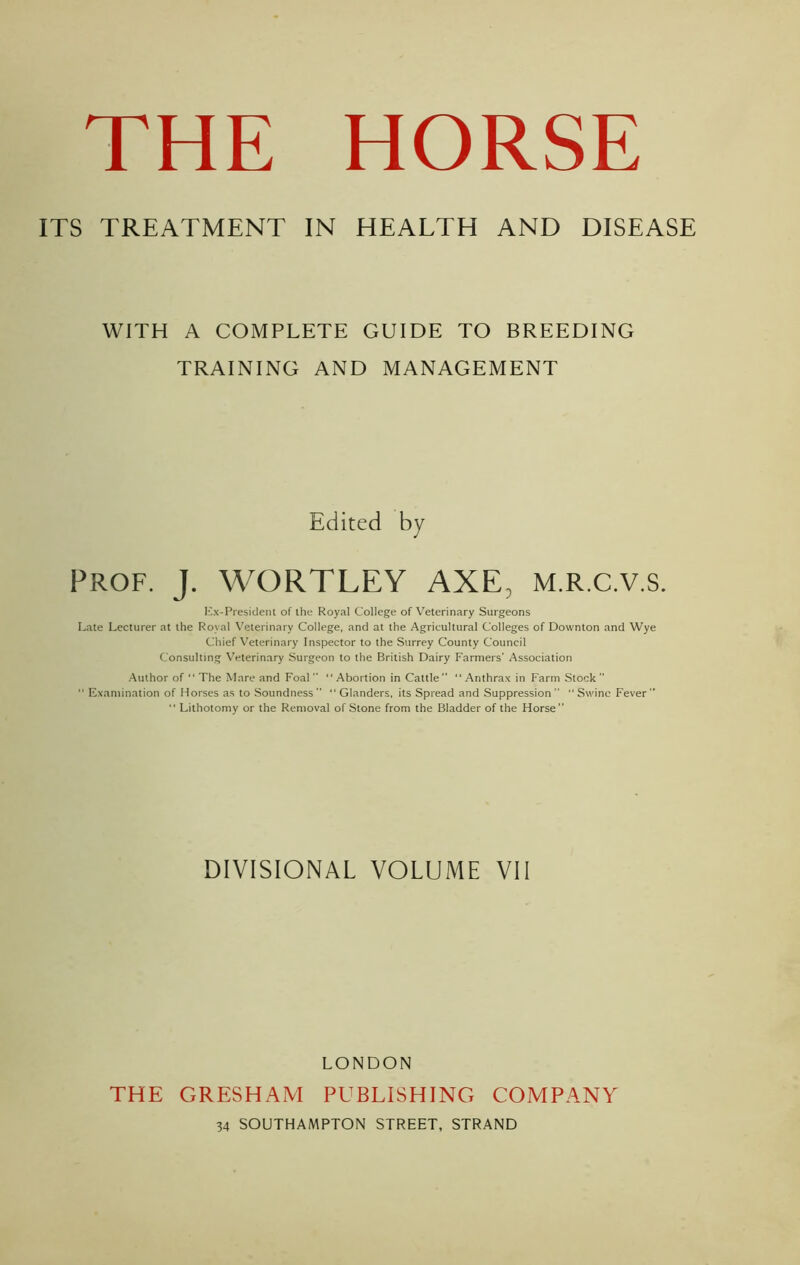 THE HORSE
ITS TREATMENT IN HEALTH AND DISEASE
WITH A COMPLETE GUIDE TO BREEDING
TRAINING AND MANAGEMENT
Edited by
PROF. J. WORTLEY AXE, M.R.C.V.S.
Ex-President of the Royal College of Veterinary Surgeons
Late Lecturer at the Royal Veterinary College, and at the Agricultural Colleges of Downton and Wye
Chief Veterinary Inspector to the Surrey County Council
Consulting Veterinary Surgeon to the British Dairy Farmers' Association
Author of "The Mare and Foal" "Abortion in Cattle" "Anthrax in Farm Stock"
"Examination of Horses as to Soundness" "Glanders, its Spread and Suppression" "Swine Fever"
"Lithotomy or the Removal of Stone from the Bladder of the Horse"
DIVISIONAL VOLUME VII
LONDON
THE GRESHAM PUBLISHING COMPANY
34 SOUTHAMPTON STREET, STRAND